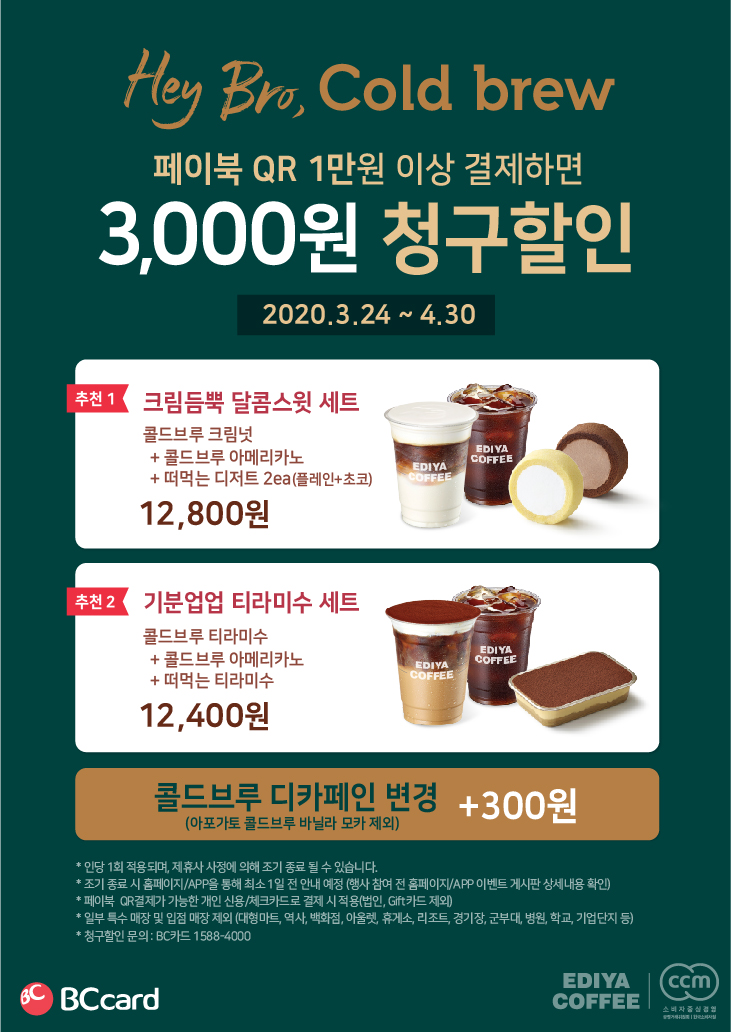 Hey Bro, Cold brew
페이북 QR 1만원 이상 결제하면
3,000원 청구할인
2020.3.24 ~ 4.30
추천 1
크림듬뿍 달콤스윗 세트
콜드브루 크림넛
+ 콜드브루 아메리카노
+ 떠먹는 디저트 2ea(플레인+초코)
12,800원
EDIYA
COFFEE
EDIYA
COFFEE
추천 2
기분업업 티라미수 세트
콜드브루 티라미수
+ 콜드브루 아메리카노
+ 떠먹는 티라미수
12,400원
EDIYA
COFFEE
EDIYA
COFFEE
콜드브루 디카페인 변경
(아포가토 콜드브루 바닐라 모카 제외)
+300원
* 인당 1회 적용되며, 제휴사 사정에 의해 조기 종료 될 수 있습니다.
* 조기 종료 시 홈페이지/APP을 통해 최소 1일 전 안내 예정 (행사 참여 전 홈페이지/APP 이벤트 게시판 상세내용 확인)
* 페이북 QR결제가 가능한 개인 신용/체크카드로 결제 시 적용(법인, Gift카드 제외)
* 일부 특수 매장 및 입점 매장 제외 (대형마트, 역사, 백화점, 아울렛, 휴게소, 리조트, 경기장, 군부대, 병원, 학교, 기업단지 등)
* 청구할인 문의 : BC카드 1588-4000
BC BCcard
EDIYA
COFFEE
ccm
소비자중심경영
공정거래위원회 | 한국소비자원